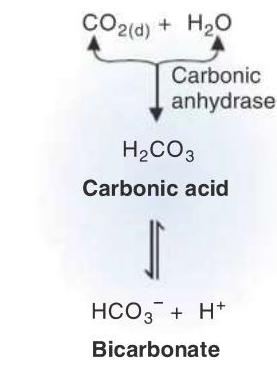 CO₂(d) + H₂O
Carbonic
anhydrase
H₂CO₃
Carbonic acid
HCO₃⁻ + H⁺
Bicarbonate